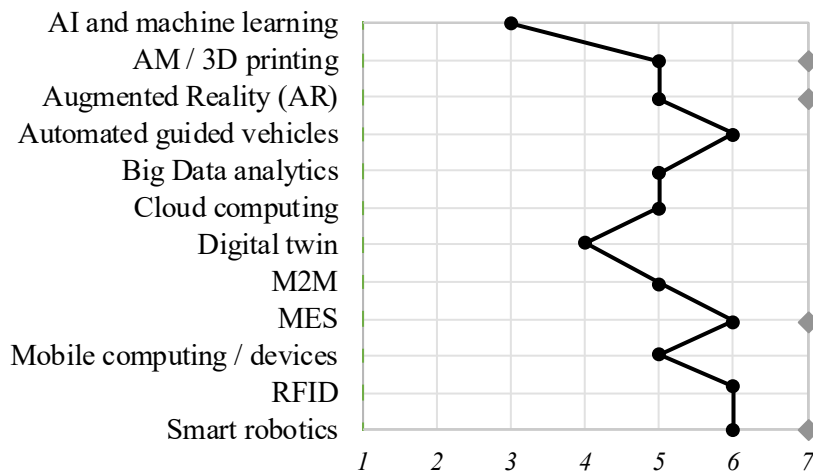 AI and machine learning
AM / 3D printing
Augmented Reality (AR)
Automated guided vehicles
Big Data analytics
Cloud computing
Digital twin
M2M
MES
Mobile computing / devices
RFID
Smart robotics
1 2 3 4 5 6 7